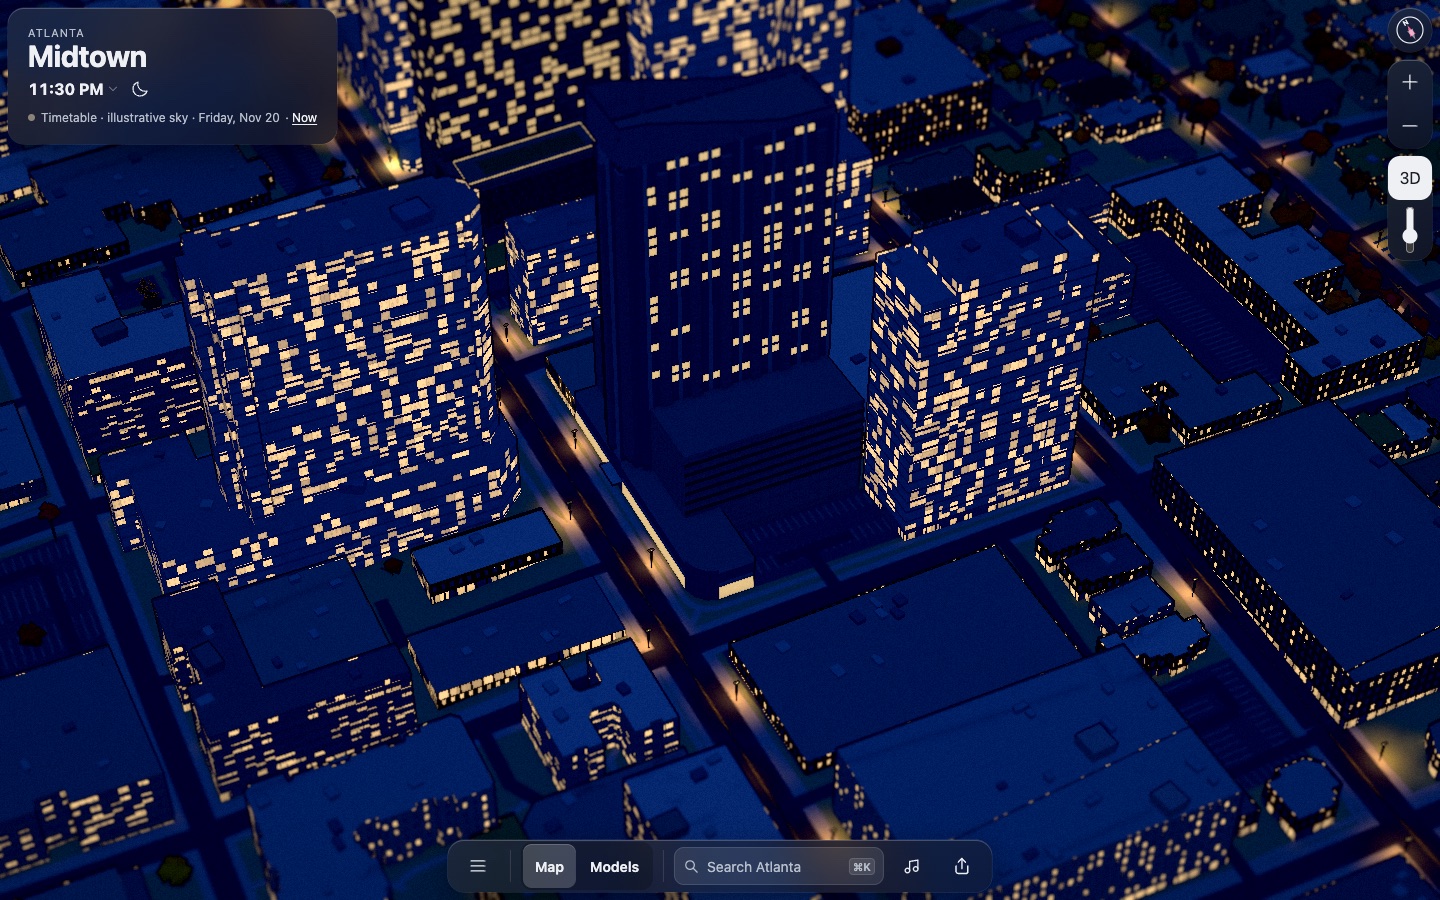 ATLANTA
Midtown
11:30 PM
Timetable · illustrative sky · Friday, Nov 20 · Now
3D
Map
Models
Search Atlanta
⌘K